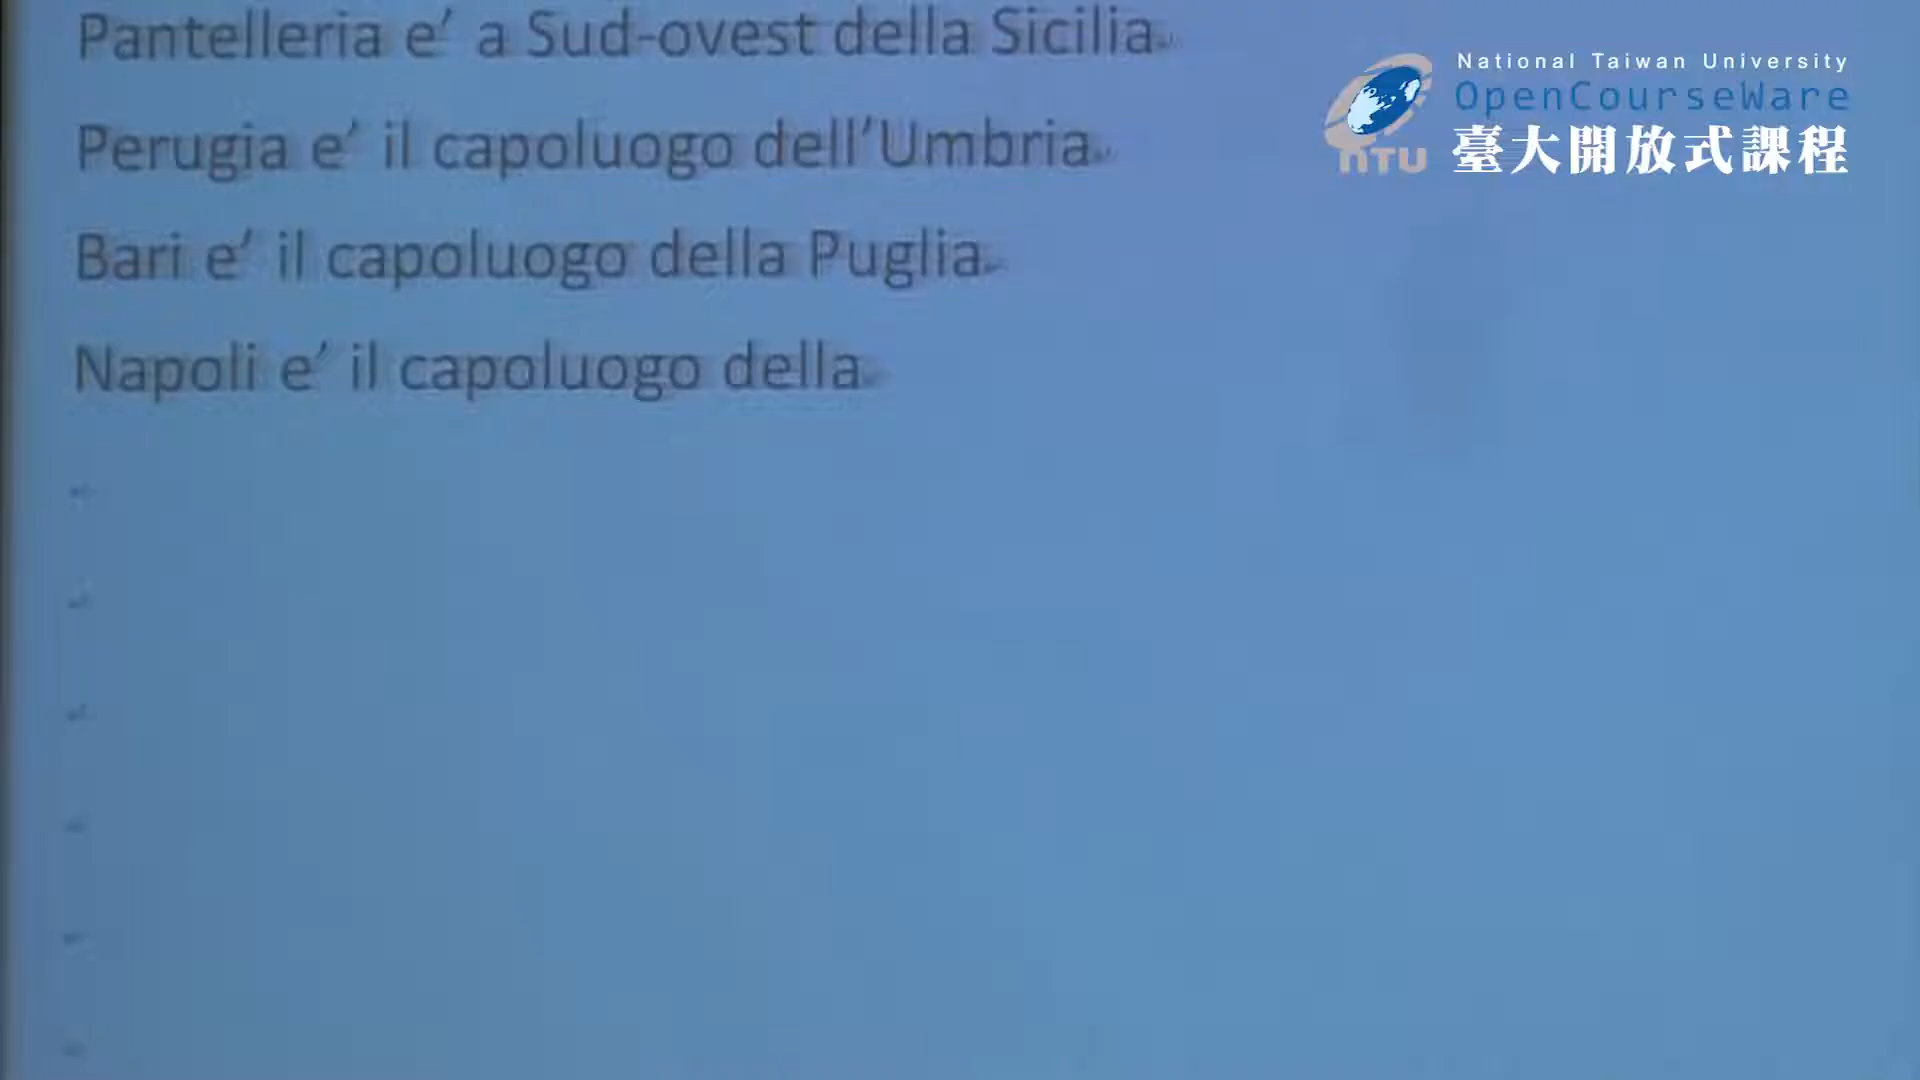 Pantelleria e' a Sud-ovest della Sicilia
Perugia e' il capoluogo dell'Umbria
Bari e' il capoluogo della Puglia
Napoli e' il capoluogo della
National Taiwan University
OpenCourseWare
臺大開放式課程
NTU